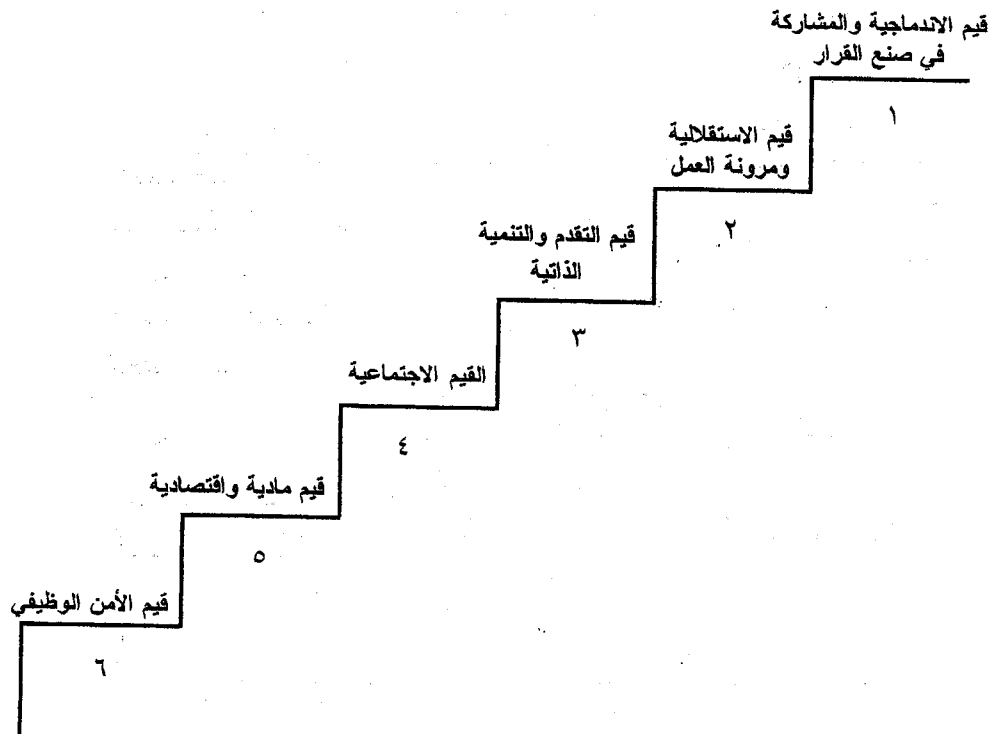 قيم الاندماجية والمشاركة
في صنع القرار
١
قيم الاستقلالية
ومرونة العمل
٢
قيم التقدم والتنمية
الذاتية
٣
القيم الاجتماعية
٤
قيم مادية واقتصادية
٥
قيم الأمن الوظيفي
٦